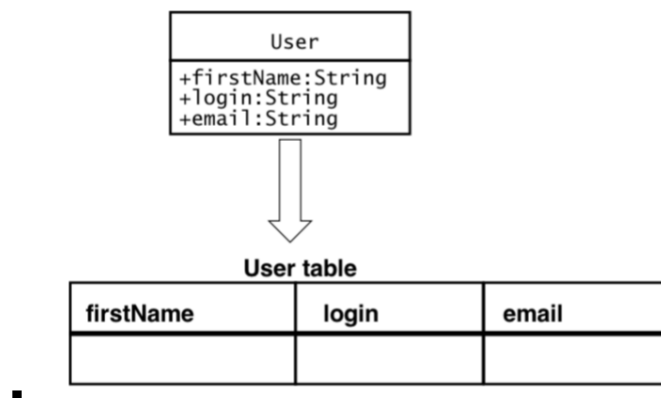 User
+firstName:String
+login:String
+email:String
User table
firstName login email